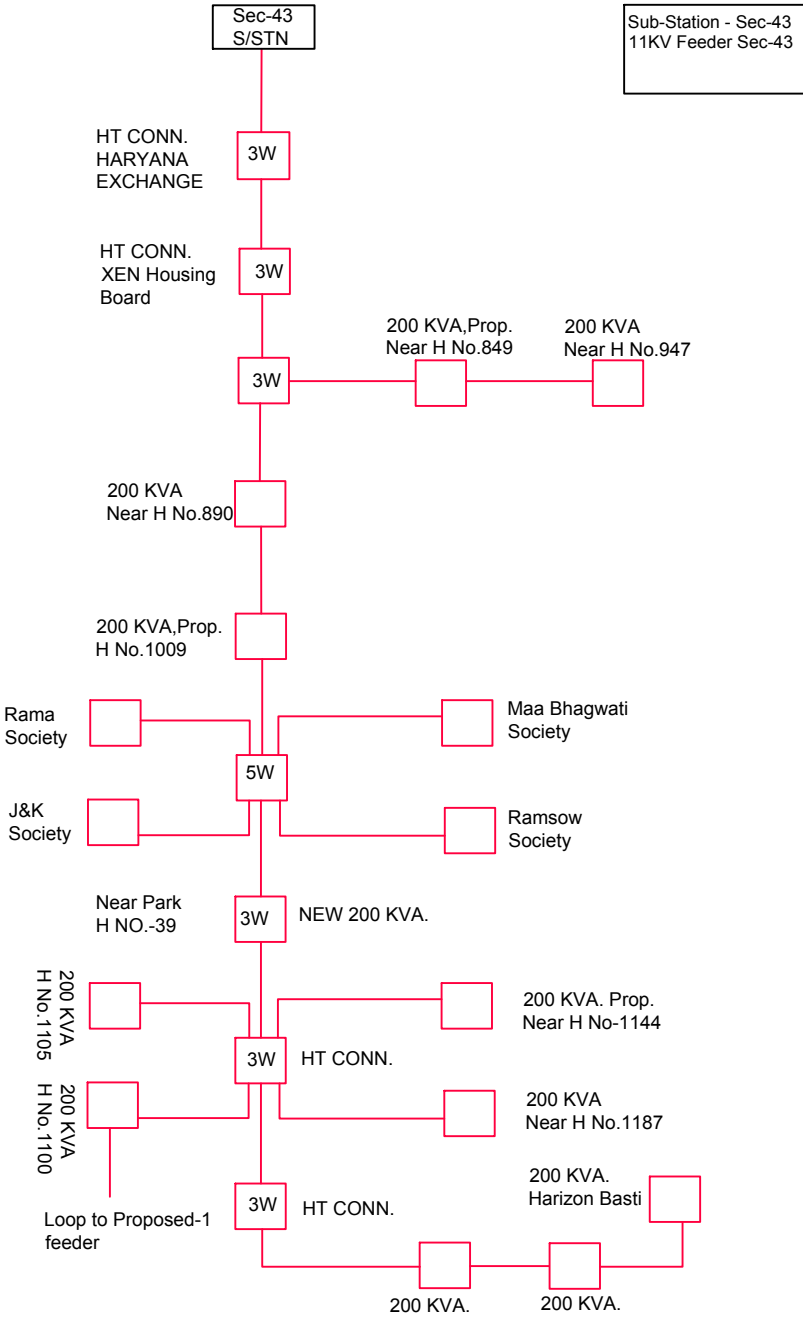 Sec-43
S/STN
Sub-Station - Sec-43
11KV Feeder Sec-43
HT CONN.
HARYANA
EXCHANGE
3W
HT CONN.
XEN Housing
Board
3W
200 KVA,Prop.
Near H No.849
200 KVA
Near H No.947
3W
200 KVA
Near H No.890
200 KVA,Prop.
H No.1009
Rama
Society
Maa Bhagwati
Society
5W
J&K
Society
Ramsow
Society
Near Park
H NO.-39
3W
NEW 200 KVA.
200 KVA
H No.1105
200 KVA. Prop.
Near H No-1144
3W
HT CONN.
200 KVA
H No.1100
200 KVA
Near H No.1187
200 KVA.
Harizon Basti
3W
HT CONN.
Loop to Proposed-1
feeder
200 KVA.
200 KVA.